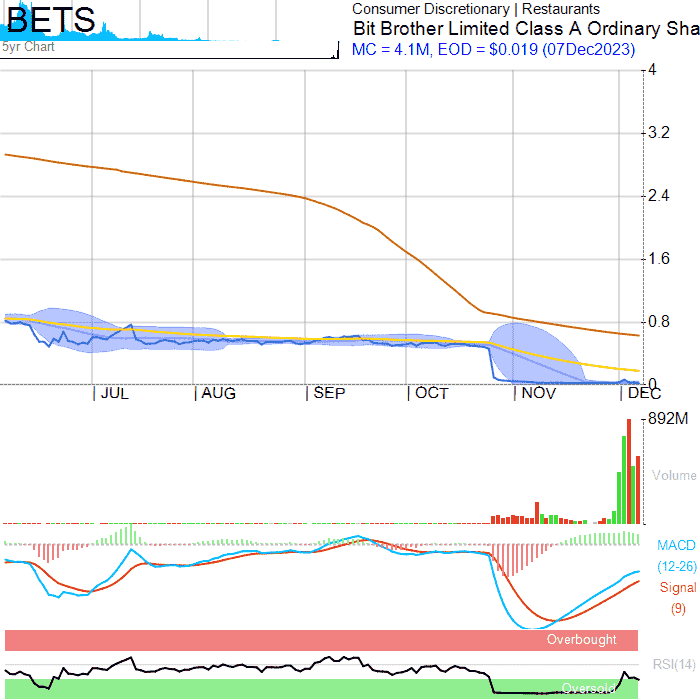 BETS
5yr Chart
Consumer Discretionary | Restaurants
Bit Brother Limited Class A Ordinary Sha
MC = 4.1M, EOD = $0.019 (07Dec2023)
4
3.2
2.4
1.6
0.8
0
JUL AUG SEP OCT NOV DEC
892M
Volume
MACD
(12-26)
Signal
(9)
Overbought
RSI(14)
Oversold